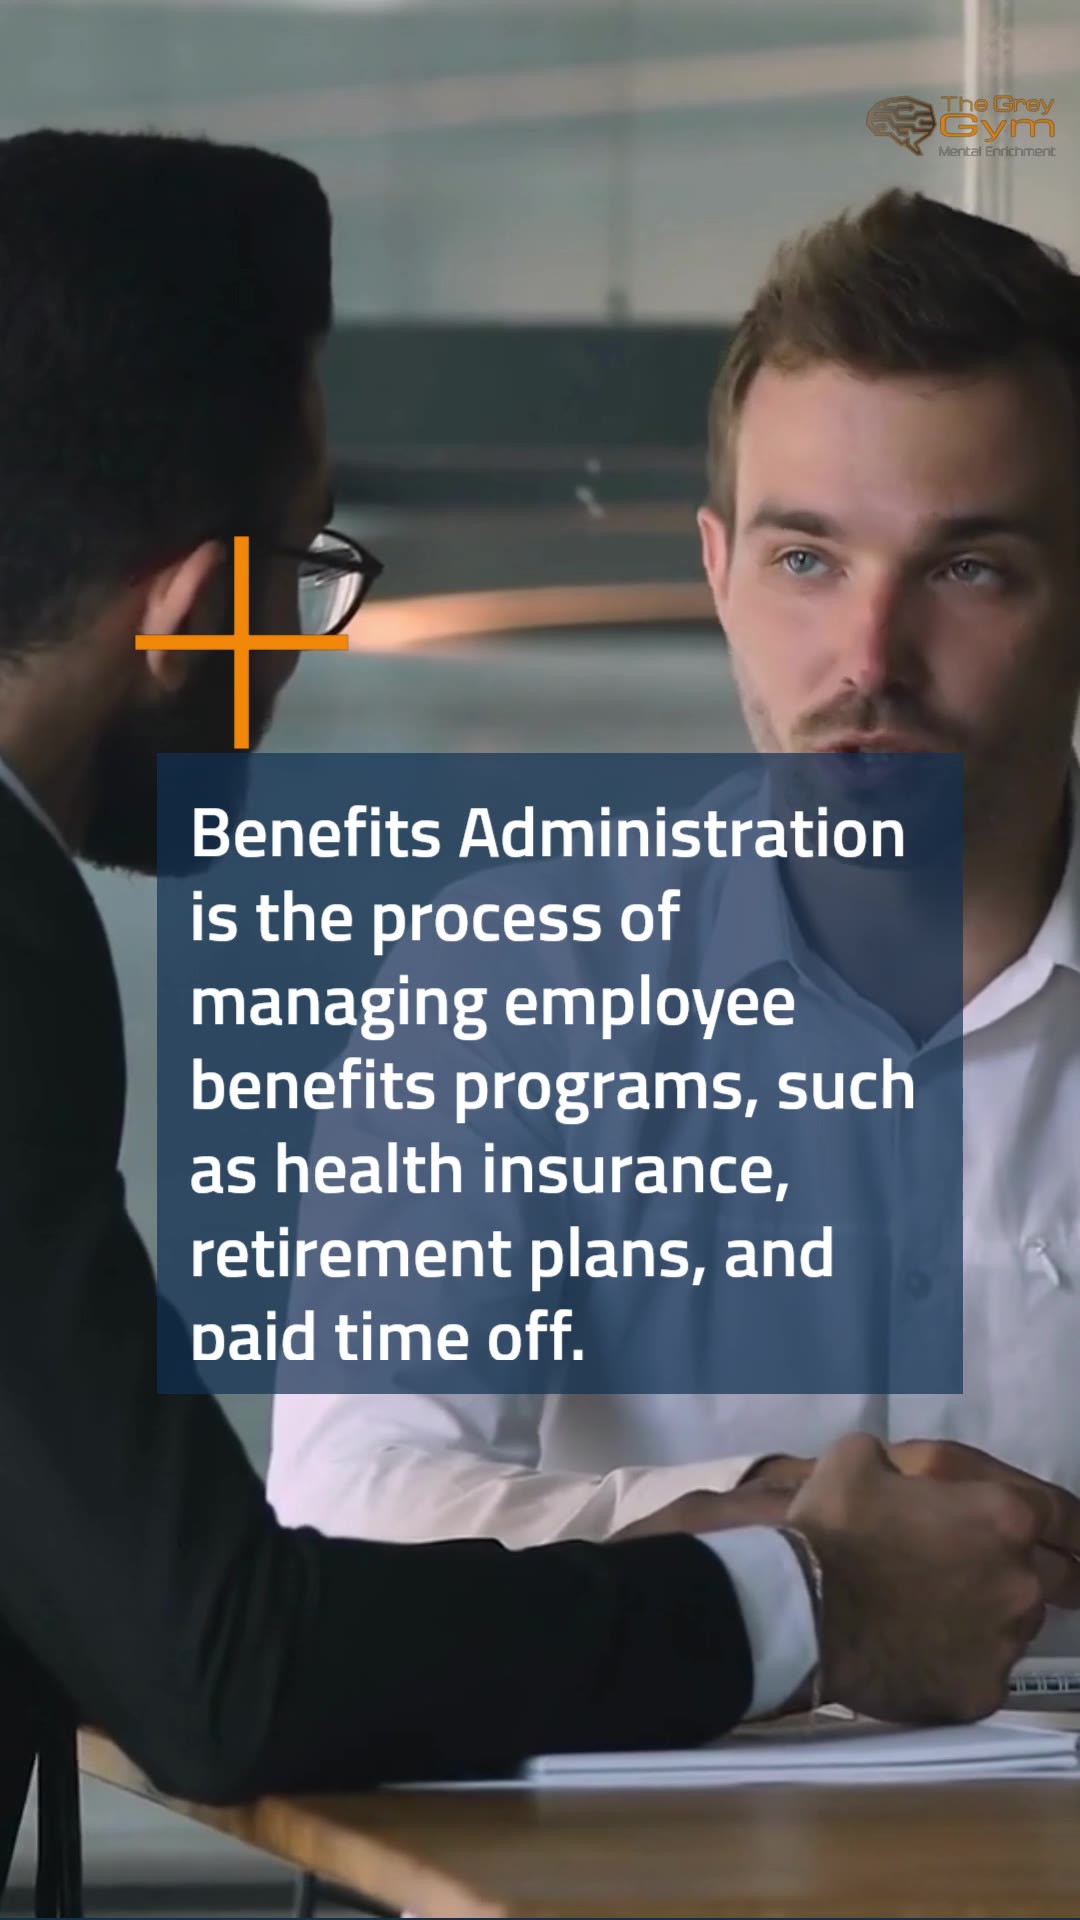 The Grey
Gym
Mental Enrichment
Benefits Administration
is the process of
managing employee
benefits programs, such
as health insurance,
retirement plans, and
paid time off.